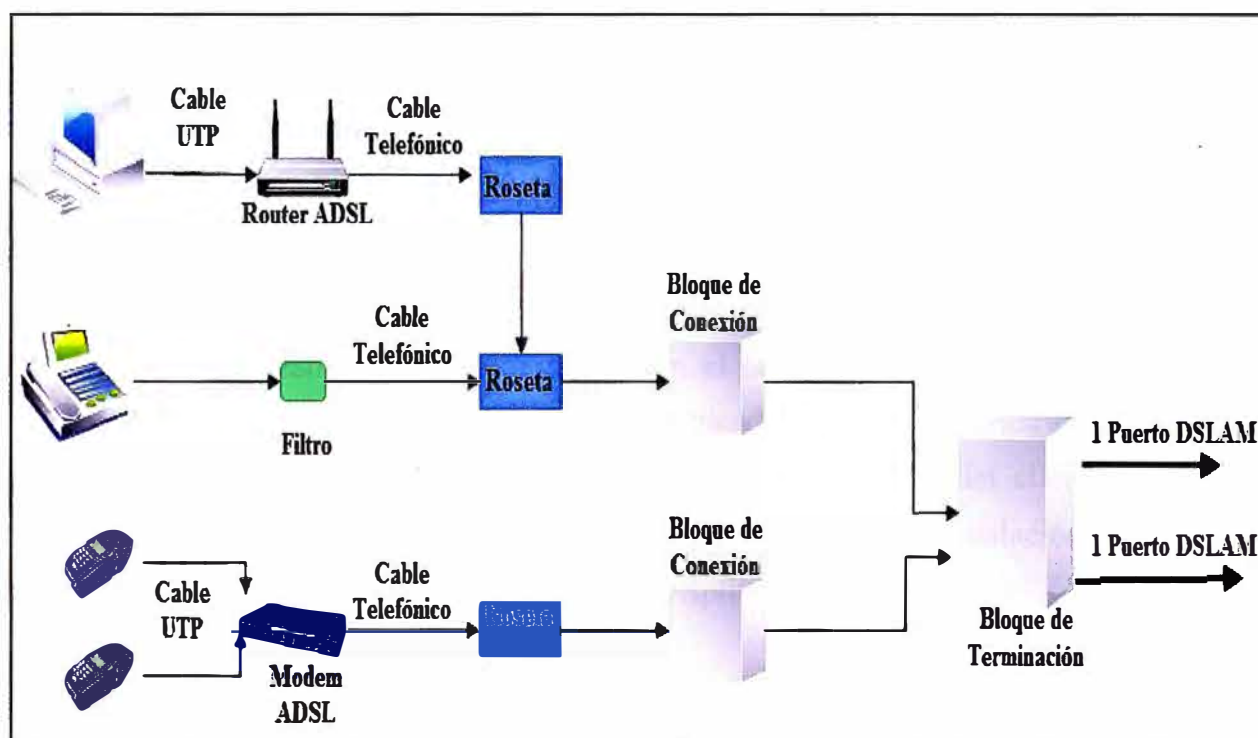 Cable
UTP
Cable
Telefónico
Roseta
Router ADSL
Bloque de
Conexión
Cable
Telefónico
Roseta
Filtro
1 Puerto DSLAM
Bloque de
Conexión
1 Puerto DSLAM
Cable
UTP
Cable
Telefónico
Bloque de
Terminación
Modem
ADSL